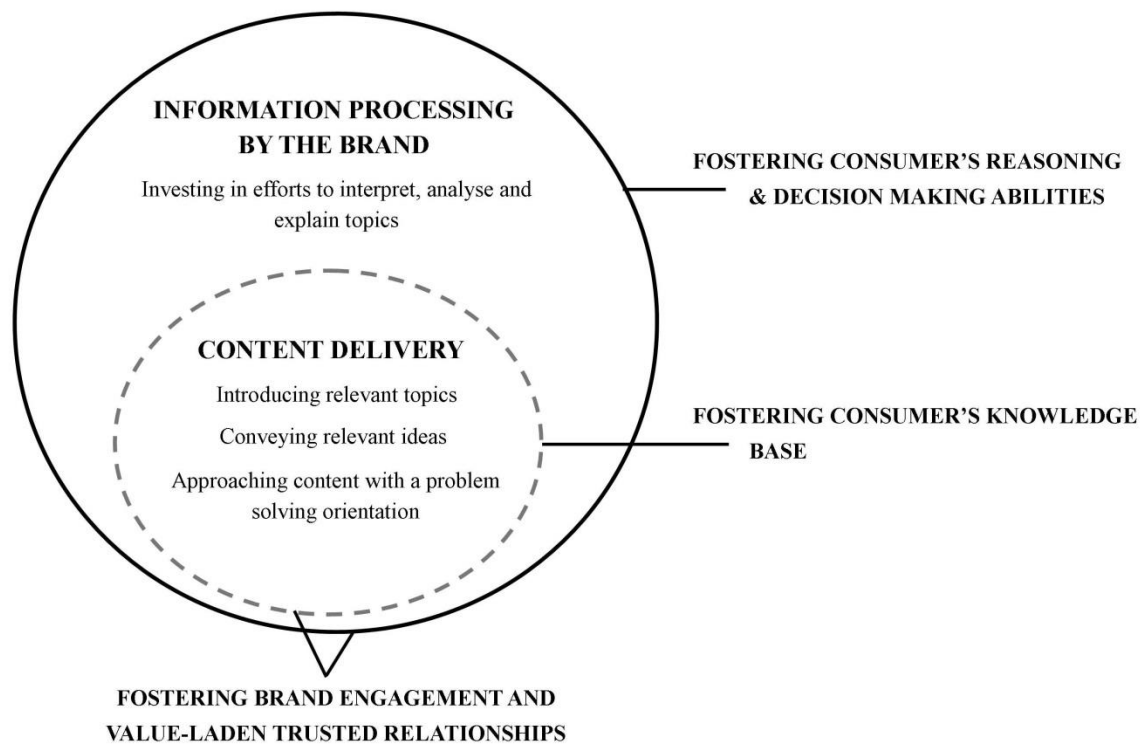 INFORMATION PROCESSING
BY THE BRAND
Investing in efforts to interpret, analyse and
explain topics
FOSTERING CONSUMER’S REASONING
& DECISION MAKING ABILITIES
CONTENT DELIVERY
Introducing relevant topics
Conveying relevant ideas
Approaching content with a problem
solving orientation
FOSTERING CONSUMER’S KNOWLEDGE
BASE
FOSTERING BRAND ENGAGEMENT AND
VALUE-LADEN TRUSTED RELATIONSHIPS